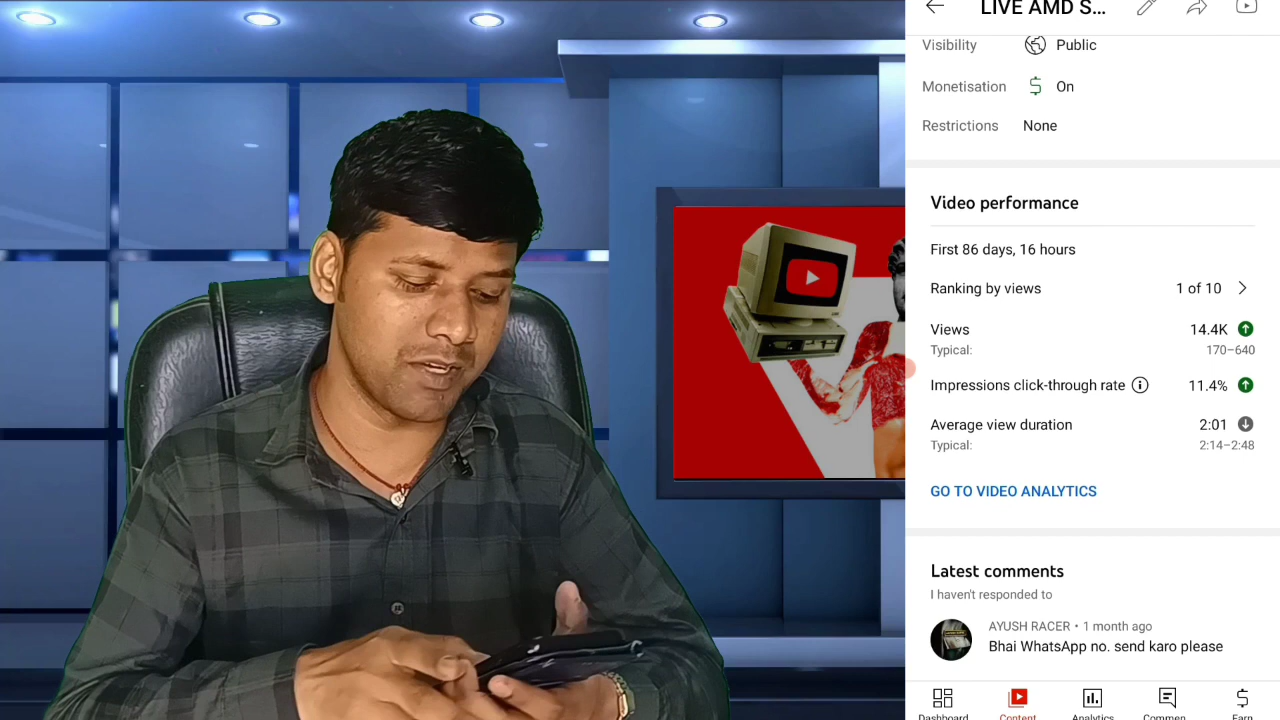 LIVE AMD S...
Visibility Public
Monetisation On
Restrictions None
Video performance
First 86 days, 16 hours
Ranking by views 1 of 10
Views 14.4K
Typical: 170–640
Impressions click-through rate 11.4%
Average view duration 2:01
Typical: 2:14–2:48
GO TO VIDEO ANALYTICS
Latest comments
I haven't responded to
AYUSH RACER • 1 month ago
Bhai WhatsApp no. send karo please
Dashboard Content Analytics Commen Earn